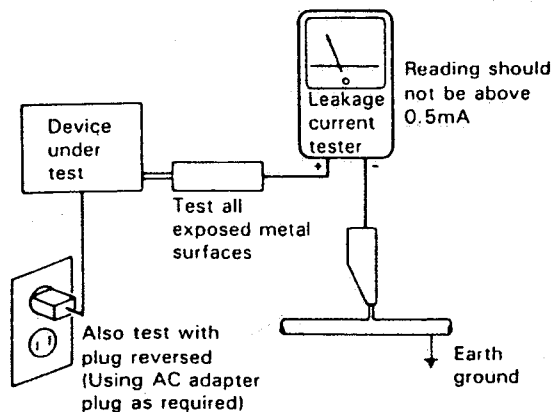 Device
under
test
Leakage
current
tester
+ -
Reading should
not be above
0.5mA
Test all
exposed metal
surfaces
Also test with
plug reversed
(Using AC adapter
plug as required)
Earth
ground